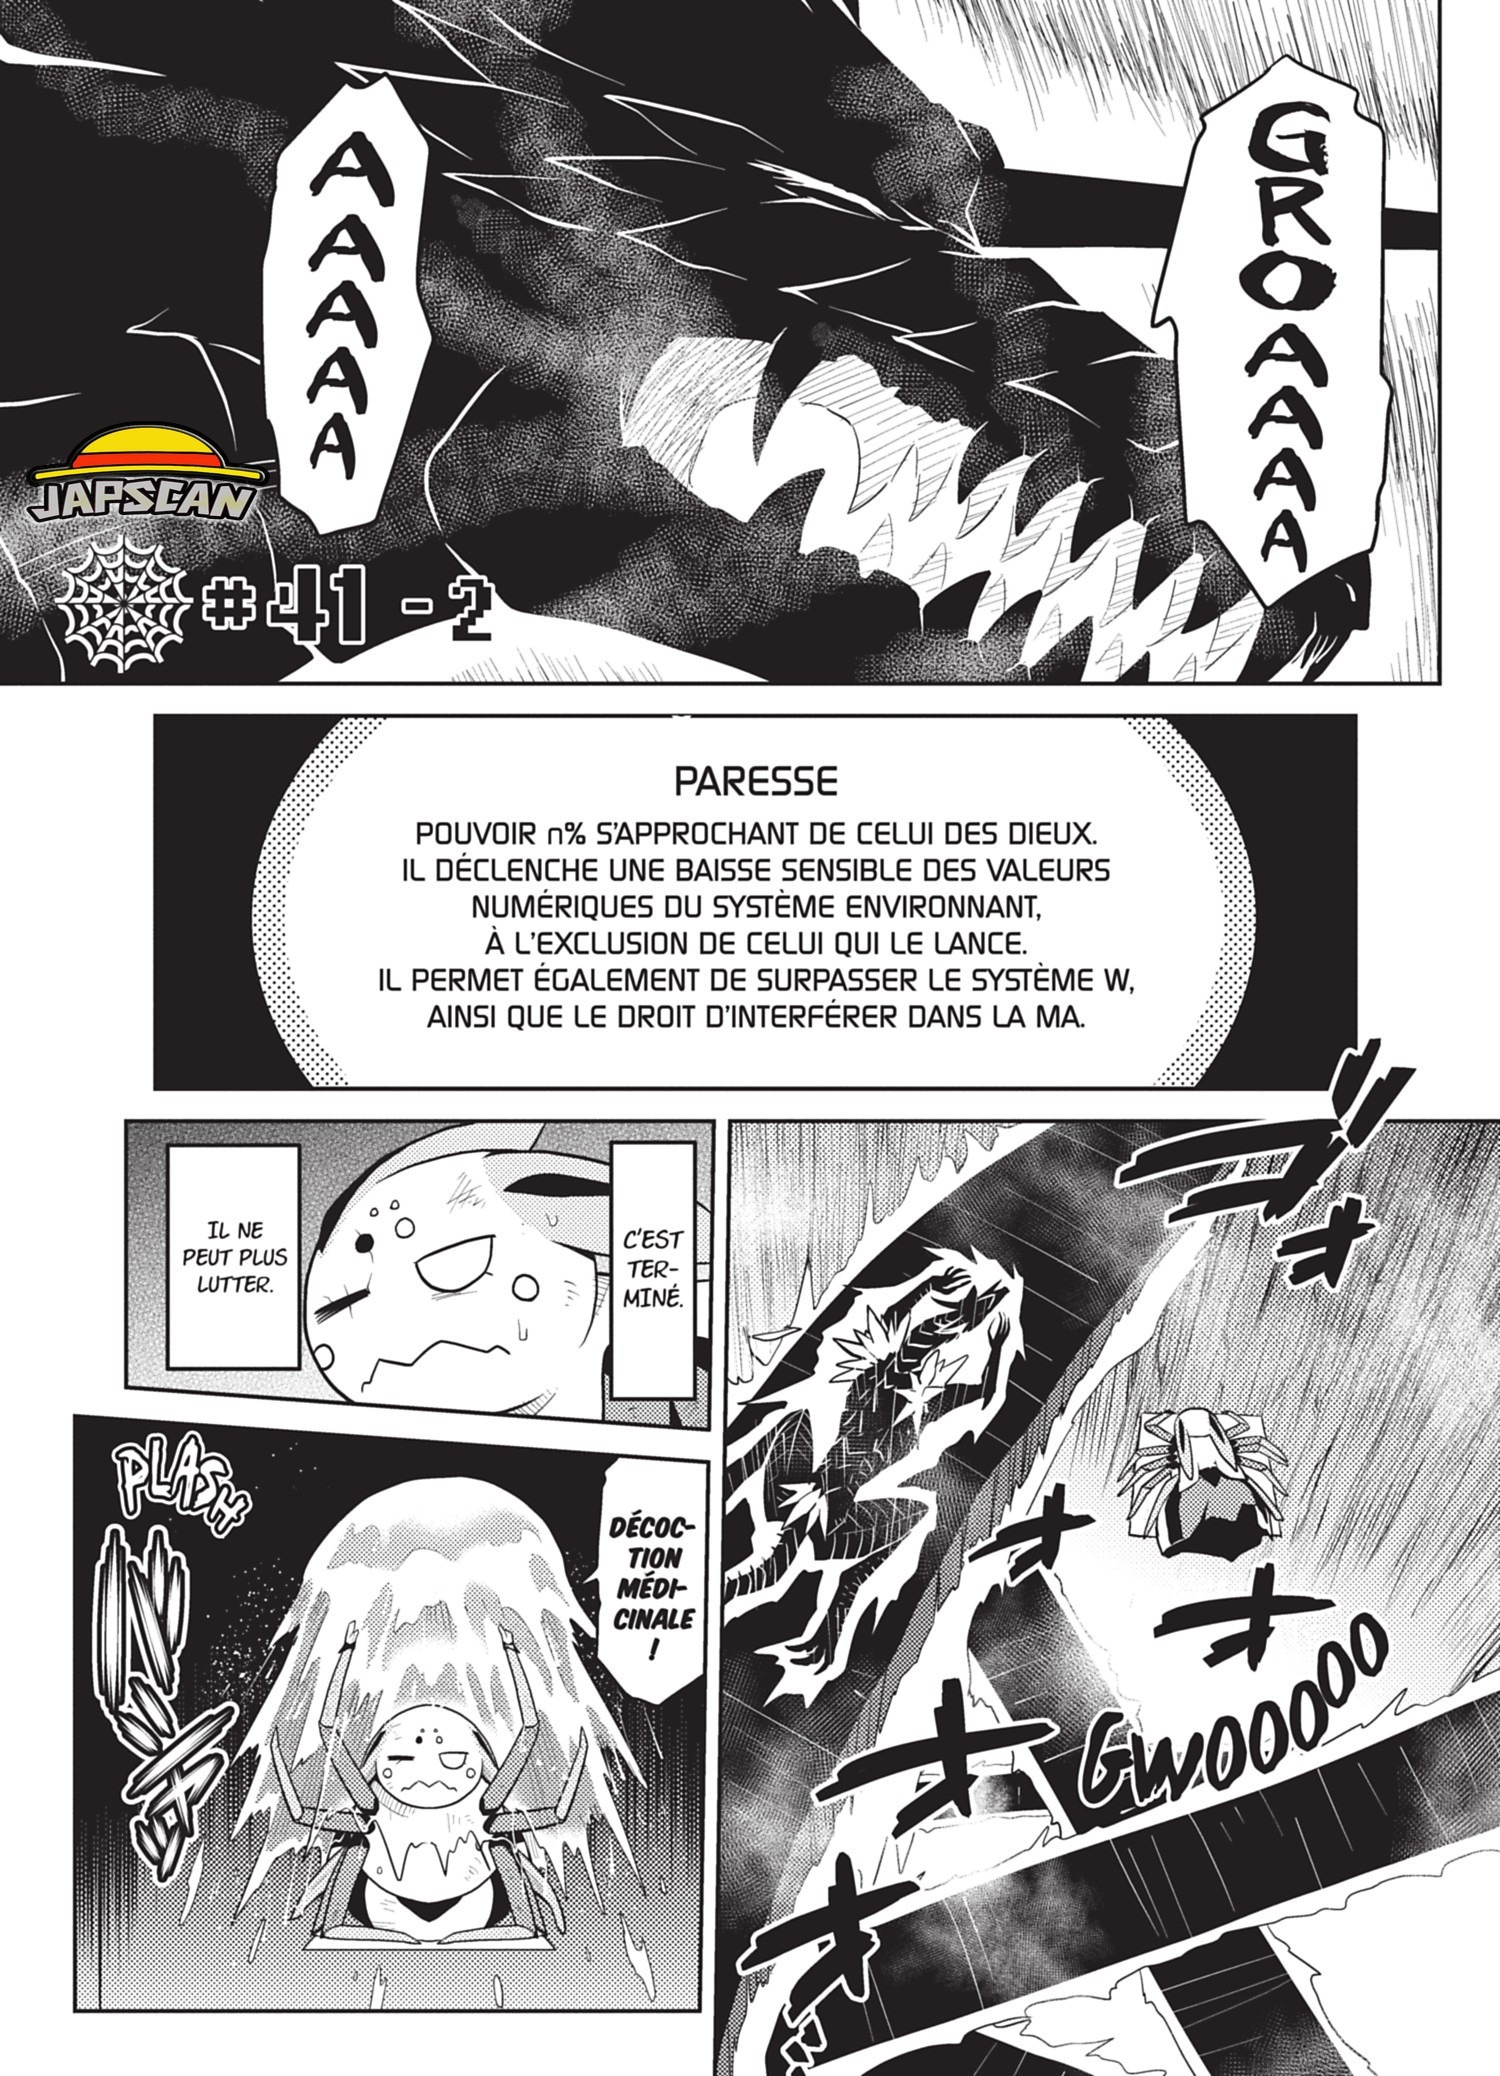 GROAAAA
AAAAA
JAPSCAN
#41-2
PARESSE
POUVOIR n% S'APPROCHANT DE CELUI DES DIEUX.
IL DÉCLENCHE UNE BAISSE SENSIBLE DES VALEURS
NUMÉRIQUES DU SYSTÈME ENVIRONNANT,
À L'EXCLUSION DE CELUI QUI LE LANCE.
IL PERMET ÉGALEMENT DE SURPASSER LE SYSTÈME W,
AINSI QUE LE DROIT D'INTERFÉRER DANS LA MA.
GWOOOOOO
C'EST
TER-
MINÉ.
IL NE
PEUT PLUS
LUTTER.
DÉCOC-
TION
MÉDI-
CINALE
!
PLASH